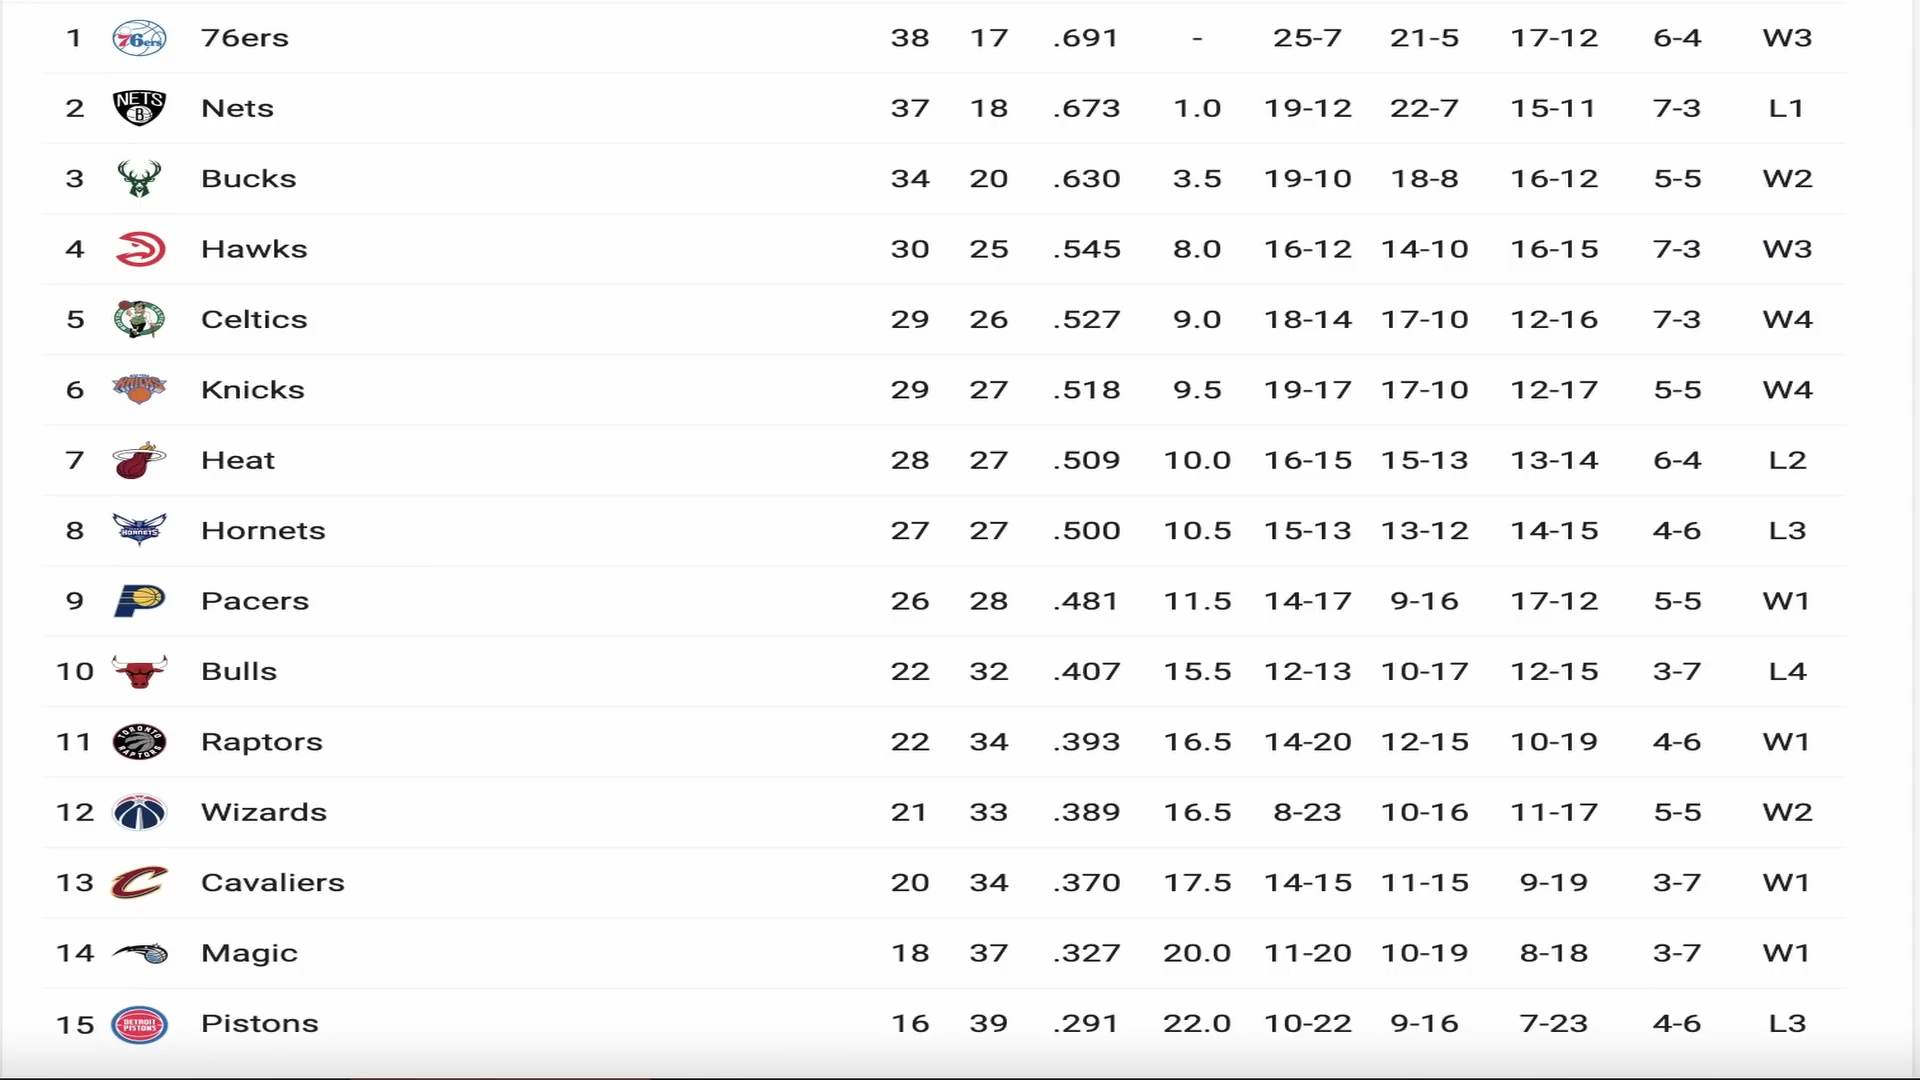 1 76ers 38 17 .691 - 25-7 21-5 17-12 6-4 W3
2 NETS B Nets 37 18 .673 1.0 19-12 22-7 15-11 7-3 L1
3 Bucks 34 20 .630 3.5 19-10 18-8 16-12 5-5 W2
4 Hawks 30 25 .545 8.0 16-12 14-10 16-15 7-3 W3
5 Celtics 29 26 .527 9.0 18-14 17-10 12-16 7-3 W4
6 KNICKS Knicks 29 27 .518 9.5 19-17 17-10 12-17 5-5 W4
7 Heat 28 27 .509 10.0 16-15 15-13 13-14 6-4 L2
8 HORNETS Hornets 27 27 .500 10.5 15-13 13-12 14-15 4-6 L3
9 Pacers 26 28 .481 11.5 14-17 9-16 17-12 5-5 W1
10 Bulls 22 32 .407 15.5 12-13 10-17 12-15 3-7 L4
11 TORONTO RAPTORS Raptors 22 34 .393 16.5 14-20 12-15 10-19 4-6 W1
12 Wizards 21 33 .389 16.5 8-23 10-16 11-17 5-5 W2
13 C Cavaliers 20 34 .370 17.5 14-15 11-15 9-19 3-7 W1
14 Magic 18 37 .327 20.0 11-20 10-19 8-18 3-7 W1
15 DETROIT PISTONS Pistons 16 39 .291 22.0 10-22 9-16 7-23 4-6 L3